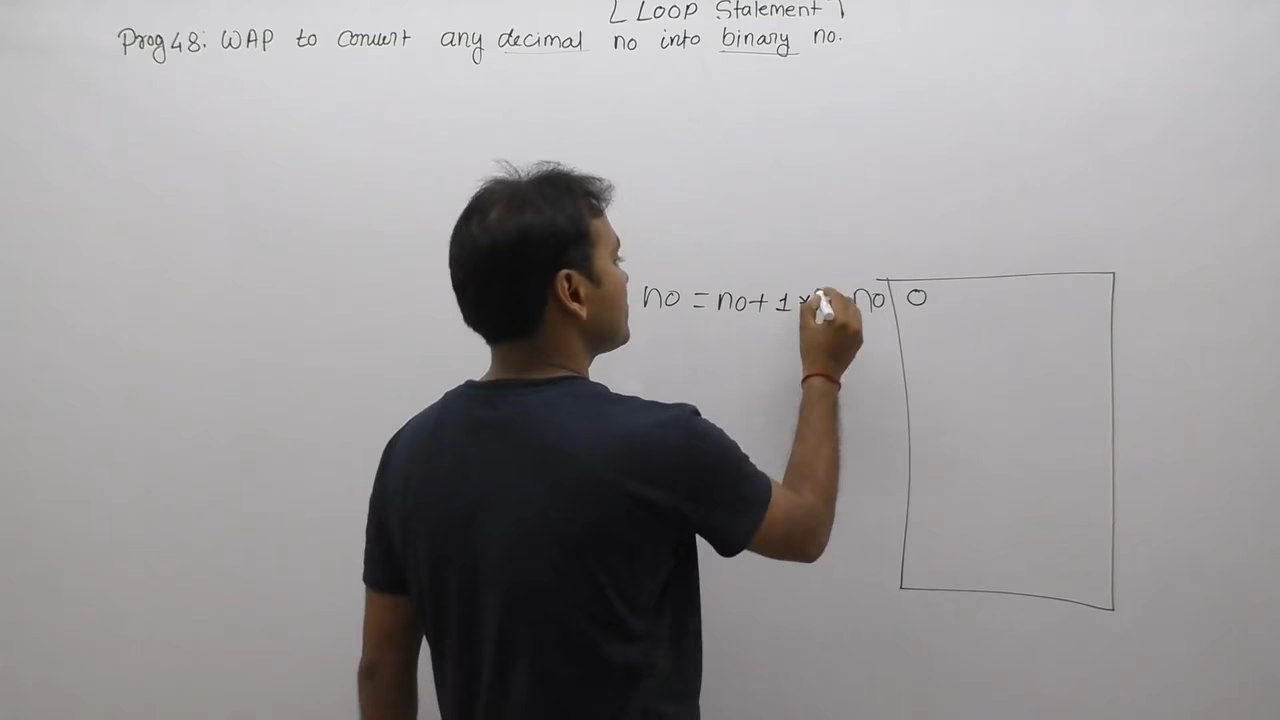 [ LOOP Statement ]
Prog 48: WAP to convert any decimal no into binary no.
no = no + 1 × no 0